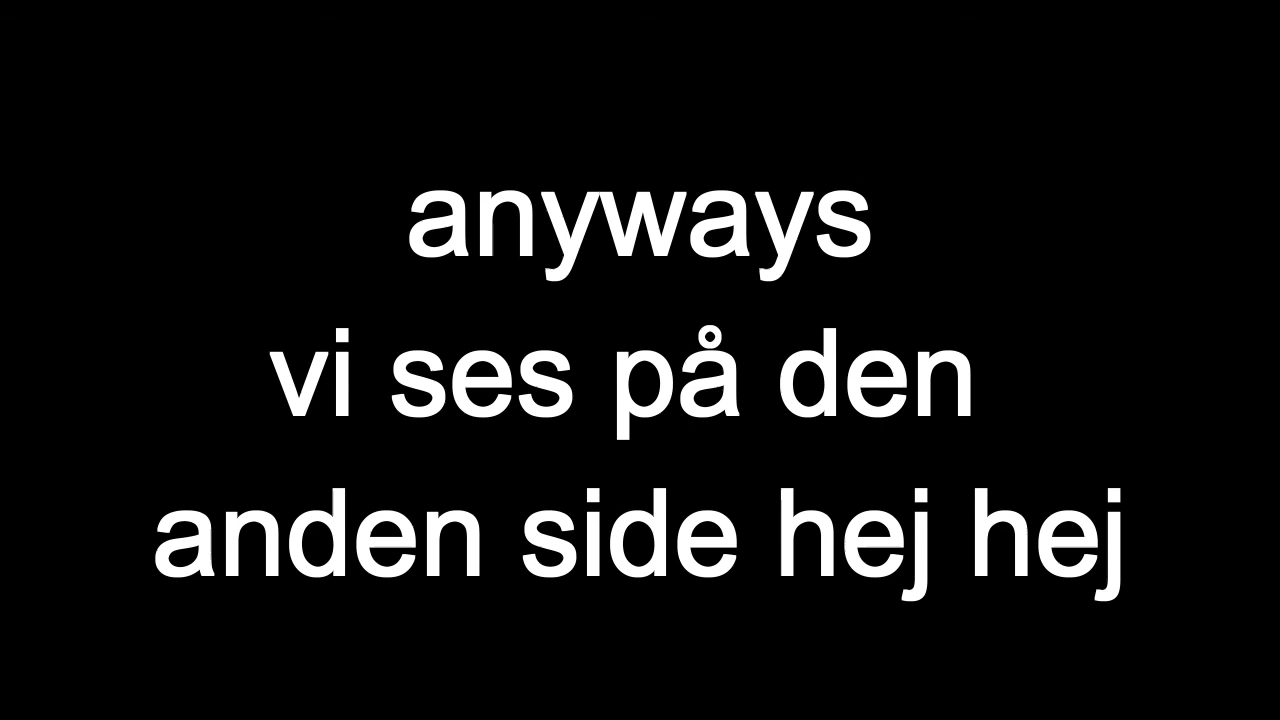 anyways
vi ses på den
anden side hej hej